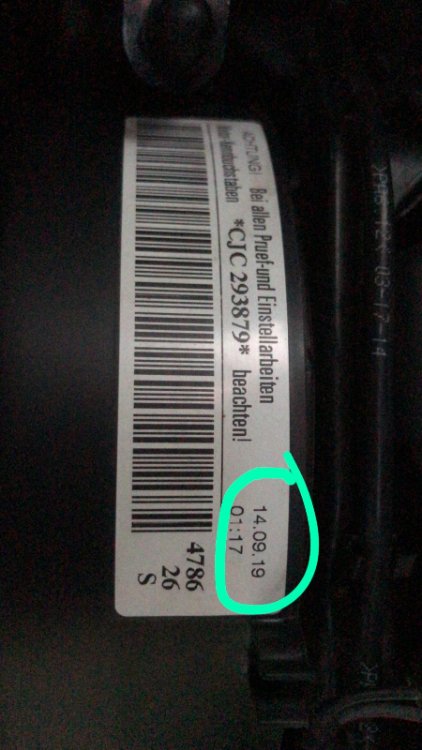 ACHTUNG! Bei allen Pruef-und Einstellarbeiten
*CJC 293879* beachten!
14.09.19
01:17
4786
26
S